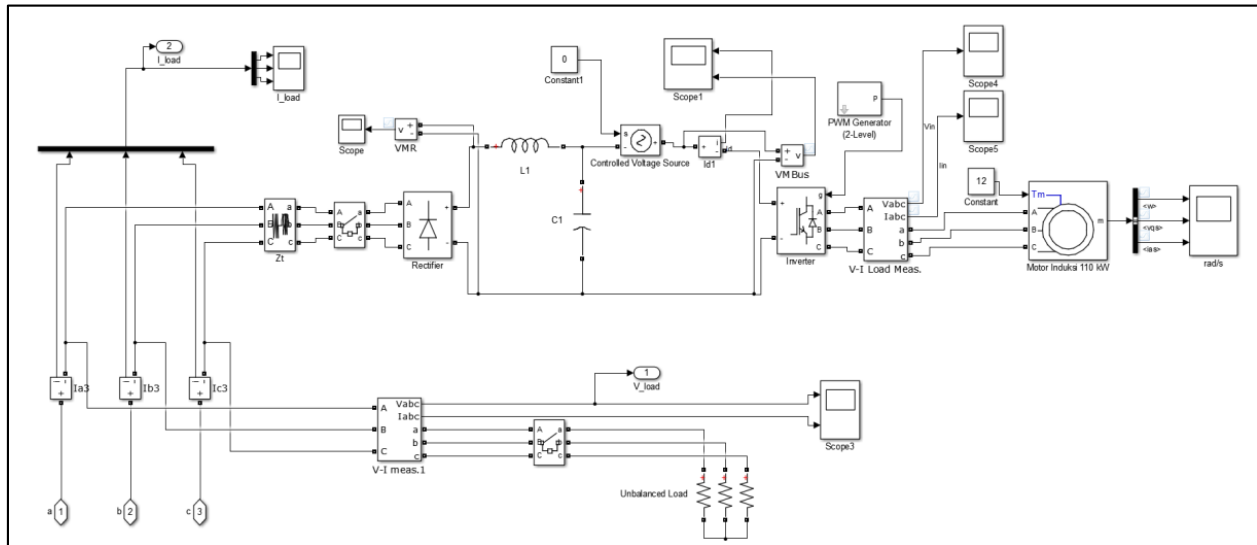 2
I_load
I_load
0
Constant1
Scope1
P
PWM Generator
(2-Level)
Scope4
Scope5
Vin
Iin
Scope
v + -
VMR
L1
s
- +
Controlled Voltage Source
+ i -
Id1
+ - v
VMBus
12
Constant
C1
A a
B b
C c
Zt
A a
B b
C c
A +
B
C -
Rectifier
g
+ A
B
- C
Inverter
Vabc
A Iabc
a
B b
C c
V-I Load Meas.
Tm
A
B m
C
Motor Induksi 110 kW
<w>
<vqs>
<ias>
rad/s
i - +
Ia3
i - +
Ib3
i - +
Ic3
1
V_load
Vabc
A Iabc
a
B b
C c
V-I meas.1
A a
B b
C c
Scope3
Unbalanced Load
a 1
b 2
c 3